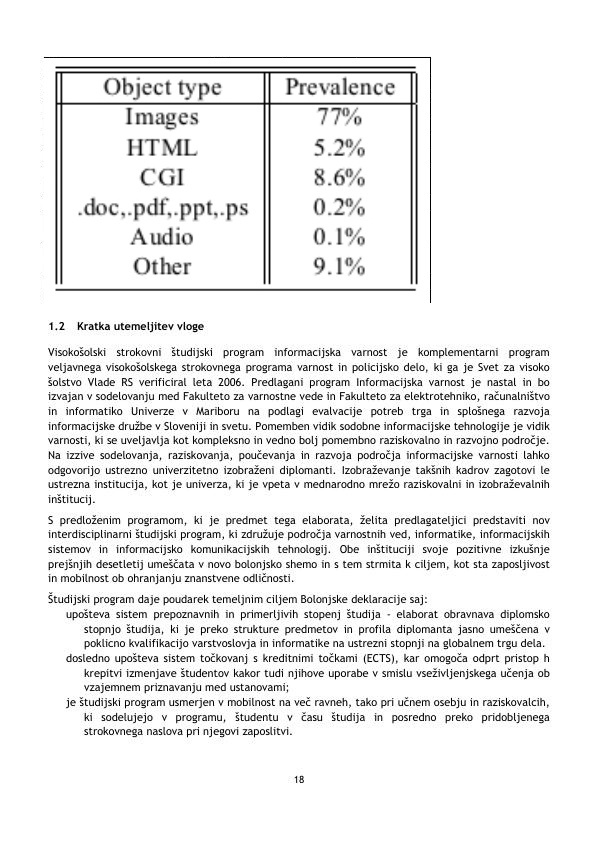 Object type Prevalence
Images 77%
HTML 5.2%
CGI 8.6%
.doc,.pdf,.ppt,.ps 0.2%
Audio 0.1%
Other 9.1%
1.2 Kratka utemeljitev vloge
Visokošolski strokovni študijski program informacijska varnost je komplementarni program
veljavnega visokošolskega strokovnega programa varnost in policijsko delo, ki ga je Svet za visoko
šolstvo Vlade RS verificiral leta 2006. Predlagani program Informacijska varnost je nastal in bo
izvajan v sodelovanju med Fakulteto za varnostne vede in Fakulteto za elektrotehniko, računalništvo
in informatiko Univerze v Mariboru na podlagi evalvacije potreb trga in splošnega razvoja
informacijske družbe v Sloveniji in svetu. Pomemben vidik sodobne informacijske tehnologije je vidik
varnosti, ki se uveljavlja kot kompleksno in vedno bolj pomembno raziskovalno in razvojno področje.
Na izzive sodelovanja, raziskovanja, poučevanja in razvoja področja informacijske varnosti lahko
odgovorijo ustrezno univerzitetno izobraženi diplomanti. Izobraževanje takšnih kadrov zagotovi le
ustrezna institucija, kot je univerza, ki je vpeta v mednarodno mrežo raziskovalni in izobraževalnih
inštitucij.
S predloženim programom, ki je predmet tega elaborata, želita predlagateljici predstaviti nov
interdisciplinarni študijski program, ki združuje področja varnostnih ved, informatike, informacijskih
sistemov in informacijsko komunikacijskih tehnologij. Obe inštituciji svoje pozitivne izkušnje
prejšnjih desetletij umeščata v novo bolonjsko shemo in s tem strmita k ciljem, kot sta zaposljivost
in mobilnost ob ohranjanju znanstvene odličnosti.
Študijski program daje poudarek temeljnim ciljem Bolonjske deklaracije saj:
upošteva sistem prepoznavnih in primerljivih stopenj študija - elaborat obravnava diplomsko
stopnjo študija, ki je preko strukture predmetov in profila diplomanta jasno umeščena v
poklicno kvalifikacijo varstvoslovja in informatike na ustrezni stopnji na globalnem trgu dela.
dosledno upošteva sistem točkovanj s kreditnimi točkami (ECTS), kar omogoča odprt pristop h
krepitvi izmenjave študentov kakor tudi njihove uporabe v smislu vseživljenjskega učenja ob
vzajemnem priznavanju med ustanovami;
je študijski program usmerjen v mobilnost na več ravneh, tako pri učnem osebju in raziskovalcih,
ki sodelujejo v programu, študentu v času študija in posredno preko pridobljenega
strokovnega naslova pri njegovi zaposlitvi.
18